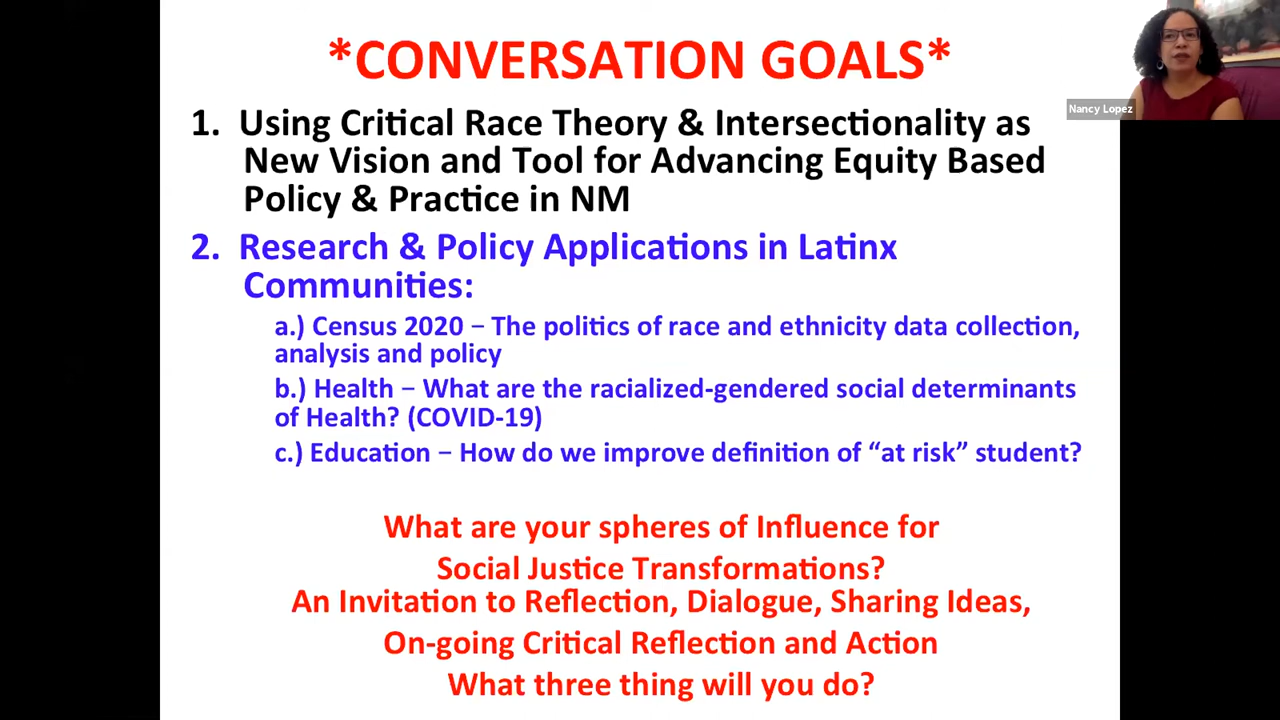 *CONVERSATION GOALS*
Nancy Lopez
1. Using Critical Race Theory & Intersectionality as
New Vision and Tool for Advancing Equity Based
Policy & Practice in NM
2. Research & Policy Applications in Latinx
Communities:
a.) Census 2020 – The politics of race and ethnicity data collection,
analysis and policy
b.) Health – What are the racialized-gendered social determinants
of Health? (COVID-19)
c.) Education – How do we improve definition of “at risk” student?
What are your spheres of Influence for
Social Justice Transformations?
An Invitation to Reflection, Dialogue, Sharing Ideas,
On-going Critical Reflection and Action
What three thing will you do?